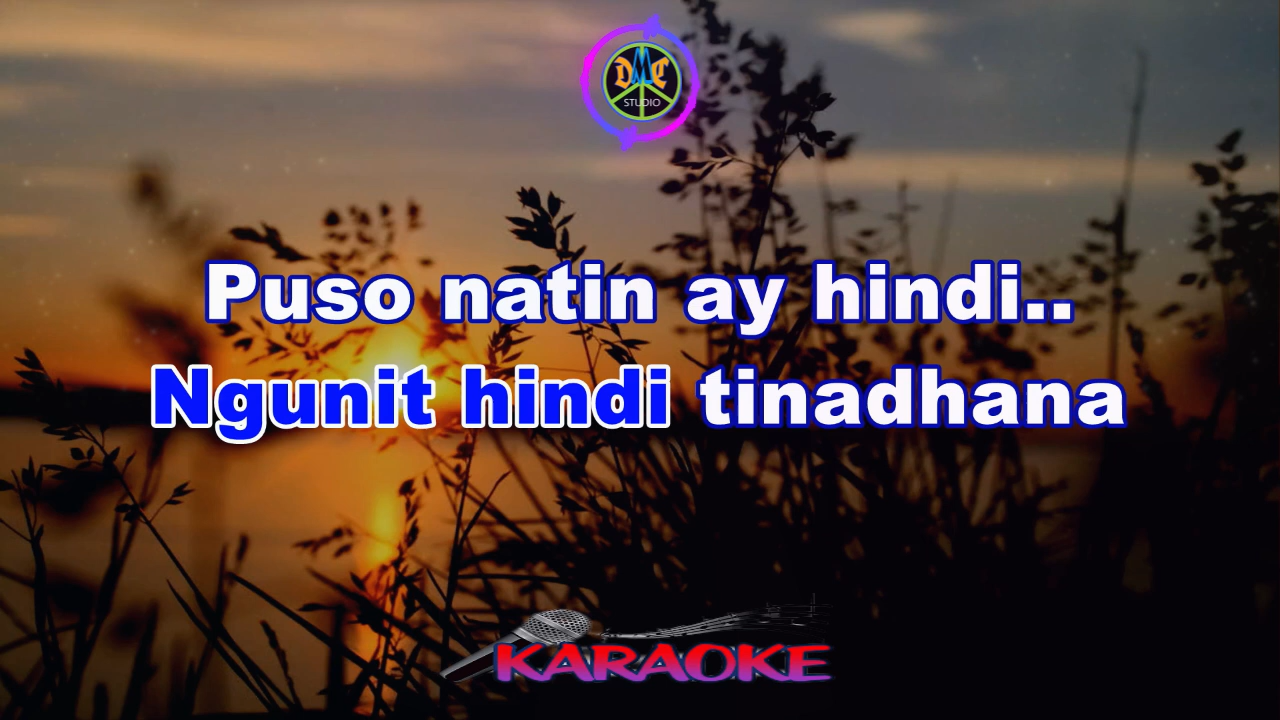 DMC
STUDIO
Puso natin ay hindi..
Ngunit hindi tinadhana
KARAOKE